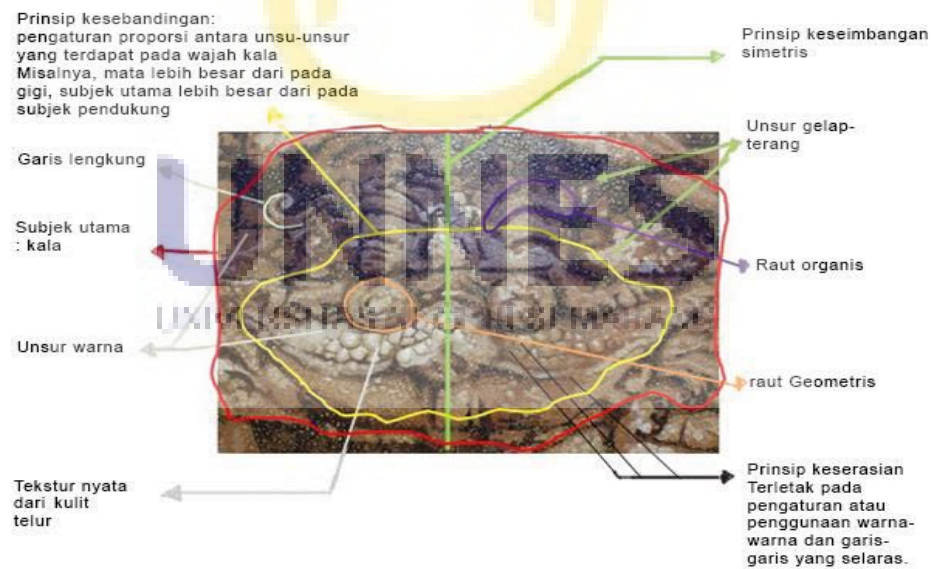 Prinsip kesebandingan:
pengaturan proporsi antara unsu-unsur
yang terdapat pada wajah kala
Misalnya, mata lebih besar dari pada
gigi, subjek utama lebih besar dari pada
subjek pendukung
Prinsip keseimbangan
simetris
Unsur gelap-
terang
Garis lengkung
Subjek utama
: kala
Raut organis
Unsur warna
raut Geometris
Tekstur nyata
dari kulit
telur
Prinsip keserasian
Terletak pada
pengaturan atau
penggunaan warna-
warna dan garis-
garis yang selaras.
UNNES
UNIVERSITAS NEGERI SEMARANG